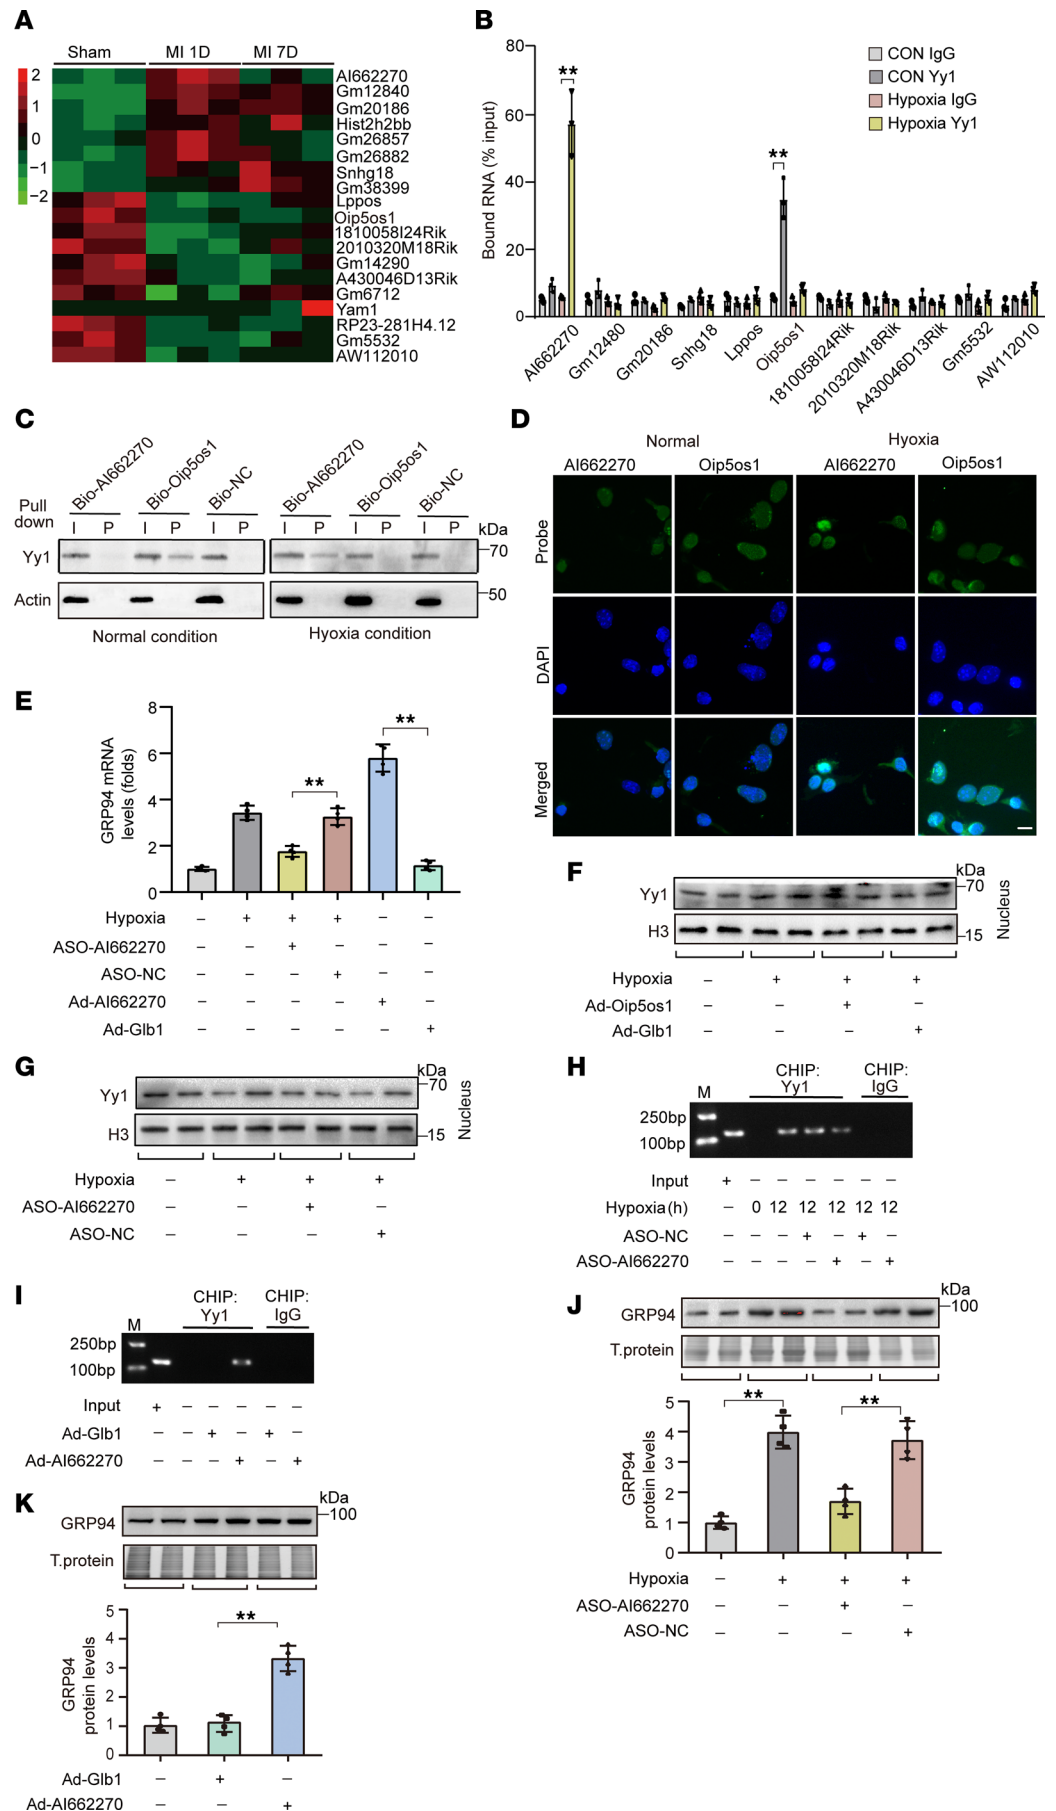 A
Sham MI 1D MI 7D
2
1
0
−1
−2
AI662270
Gm12840
Gm20186
Hist2h2bb
Gm26857
Gm26882
Snhg18
Gm38399
Lppos
Oip5os1
1810058I24Rik
2010320M18Rik
Gm14290
A430046D13Rik
Gm6712
Yam1
RP23-281H4.12
Gm5532
AW112010
B
Bound RNA (% input)
80
60
40
20
0
**
**
CON IgG
CON Yy1
Hypoxia IgG
Hypoxia Yy1
AI662270
Gm12480
Gm20186
Snhg18
Lppos
Oip5os1
1810058I24Rik
2010320M18Rik
A430046D13Rik
Gm5532
AW112010
C
Bio-AI662270 Bio-Oip5os1 Bio-NC Bio-AI662270 Bio-Oip5os1 Bio-NC
Pull
down
I P I P I P I P I P I P
kDa
Yy1
70
Actin
50
Normal condition Hyoxia condition
D
Normal Hyoxia
AI662270 Oip5os1 AI662270 Oip5os1
Probe
DAPI
Merged
E
GRP94 mRNA
levels (folds)
8
6
4
2
0
**
**
Hypoxia − + + + − −
ASO-AI662270 − − + − − −
ASO-NC − − − + − −
Ad-AI662270 − − − − + −
Ad-Glb1 − − − − − +
F
kDa
Yy1
70
H3
15
Nucleus
Hypoxia − + + +
Ad-Oip5os1 − − + −
Ad-Glb1 − − − +
G
kDa
Yy1
70
H3
15
Nucleus
Hypoxia − + + +
ASO-AI662270 − − + −
ASO-NC − − − +
H
CHIP:
Yy1
CHIP:
IgG
M
250bp
100bp
Input + − − − − − −
Hypoxia(h) − 0 12 12 12 12 12
ASO-NC − − − + − + −
ASO-AI662270 − − − − + − +
I
CHIP:
Yy1
CHIP:
IgG
M
250bp
100bp
Input + − − − − −
Ad-Glb1 − − + − + −
Ad-AI662270 − − − + − +
J
kDa
GRP94
100
T.protein
GRP94
protein levels
5
4
3
2
1
0
**
**
Hypoxia − + + +
ASO-AI662270 − − + −
ASO-NC − − − +
K
kDa
GRP94
100
T.protein
GRP94
protein levels
5
4
3
2
1
0
**
Ad-Glb1 − + −
Ad-AI662270 − − +